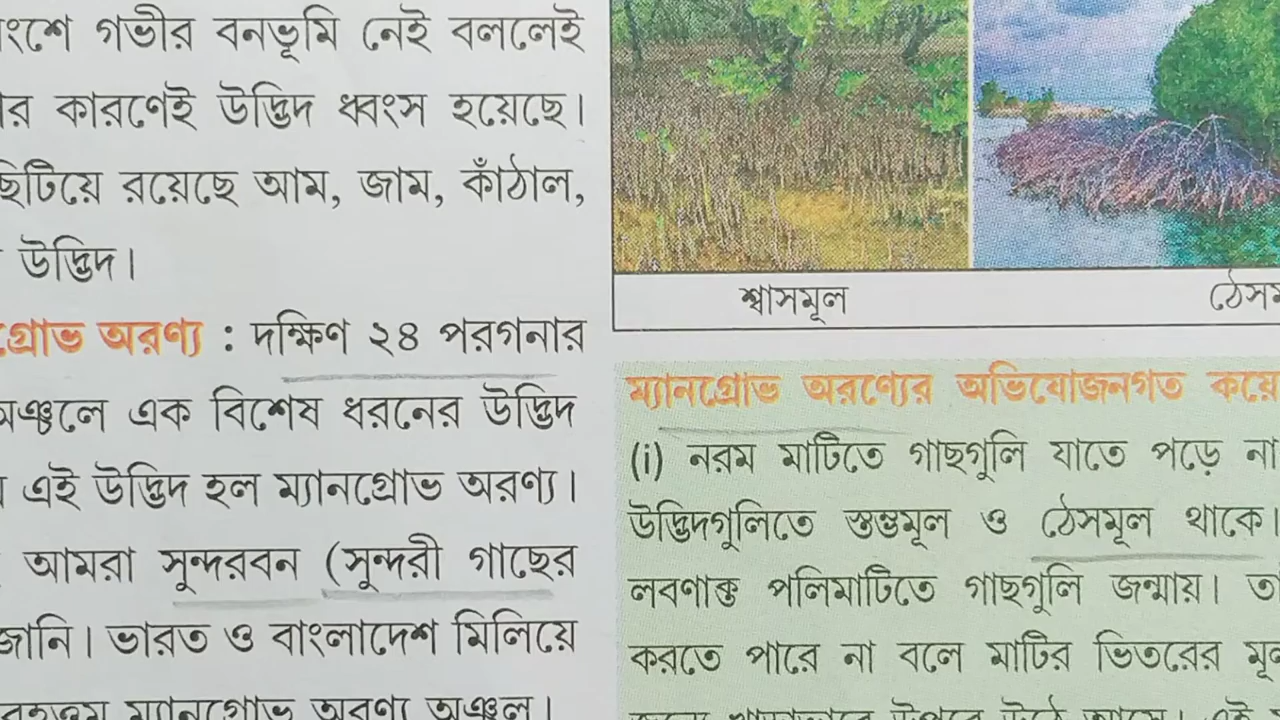 গভীর বনভূমি নেই বললেই
কারণেই উদ্ভিদ ধ্বংস হয়েছে।
রয়েছে আম, জাম, কাঁঠাল,
উদ্ভিদ।
অরণ্য : দক্ষিণ ২৪ পরগনার
এক বিশেষ ধরনের উদ্ভিদ
এই উদ্ভিদ হল ম্যানগ্রোভ অরণ্য।
আমরা সুন্দরবন (সুন্দরী গাছের
জানি। ভারত ও বাংলাদেশ মিলিয়ে
ম্যানগ্রোভ অরণ্য অঞ্চল।
শ্বাসমূল
ম্যানগ্রোভ অরণ্যের অভিযোজনগত
(i) নরম মাটিতে গাছগুলি যাতে পড়ে না
উদ্ভিদগুলিতে স্তম্ভমূল ও ঠেসমূল থাকে।
লবণাক্ত পলিমাটিতে গাছগুলি জন্মায়।
করতে পারে না বলে মাটির ভিতরের